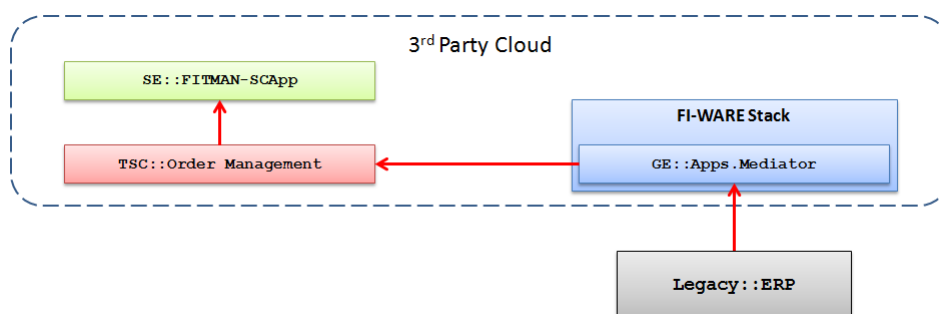 3rd Party Cloud
SE::FITMAN-SCApp
FI-WARE Stack
TSC::Order Management
GE::Apps.Mediator
Legacy::ERP